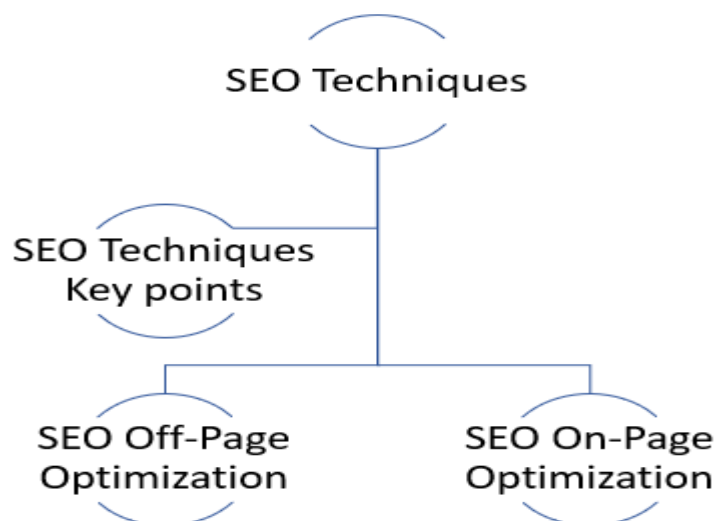 SEO Techniques
SEO Techniques
Key points
SEO Off-Page
Optimization
SEO On-Page
Optimization